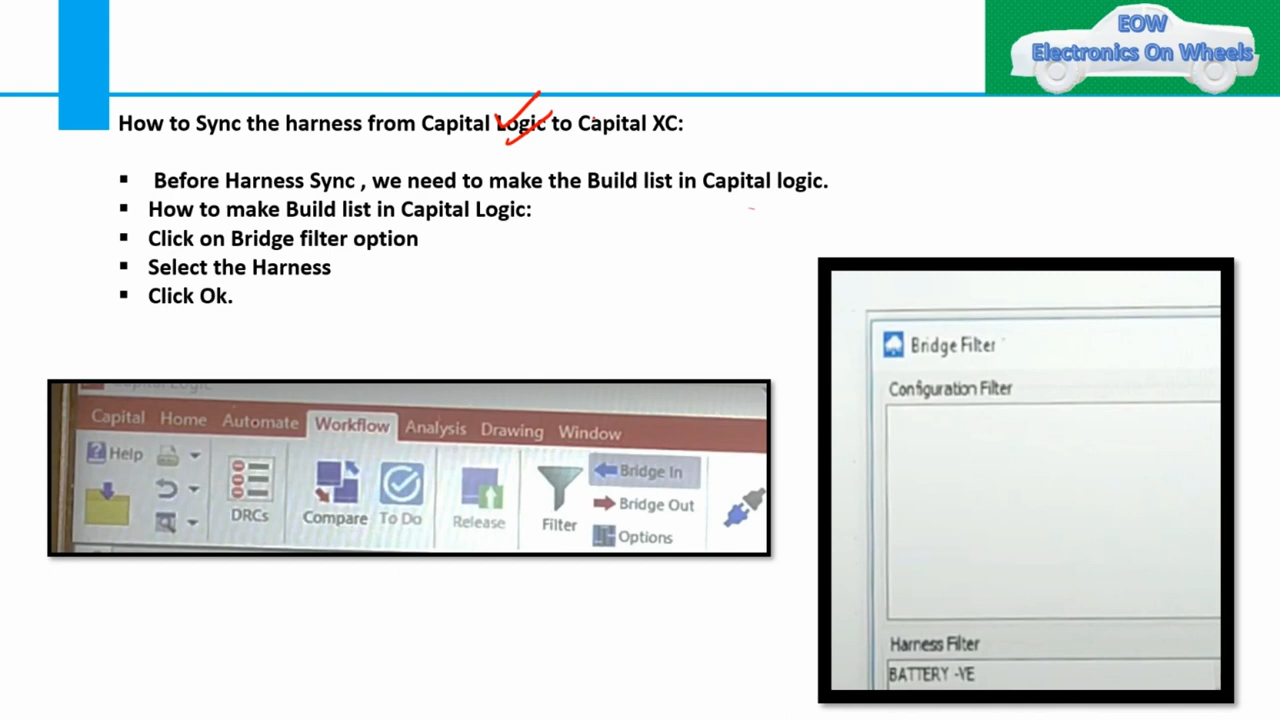 EOW
Electronics On Wheels
How to Sync the harness from Capital Logic to Capital XC:
▪ Before Harness Sync , we need to make the Build list in Capital logic.
▪ How to make Build list in Capital Logic:
▪ Click on Bridge filter option
▪ Select the Harness
▪ Click Ok.
Capital Logic
Capital Home Automate Workflow Analysis Drawing Window
Help
DRCs
Compare
To Do
Release
Filter
Bridge In
Bridge Out
Options
Bridge Filter
Configuration Filter
Harness Filter
BATTERY -VE